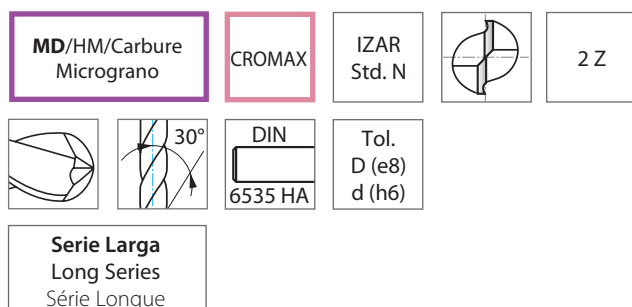 MD/HM/Carbure
Micrograno
CROMAX
IZAR
Std. N
2 Z
30°
DIN
6535 HA
Tol.
D (e8)
d (h6)
Serie Larga
Long Series
Série Longue